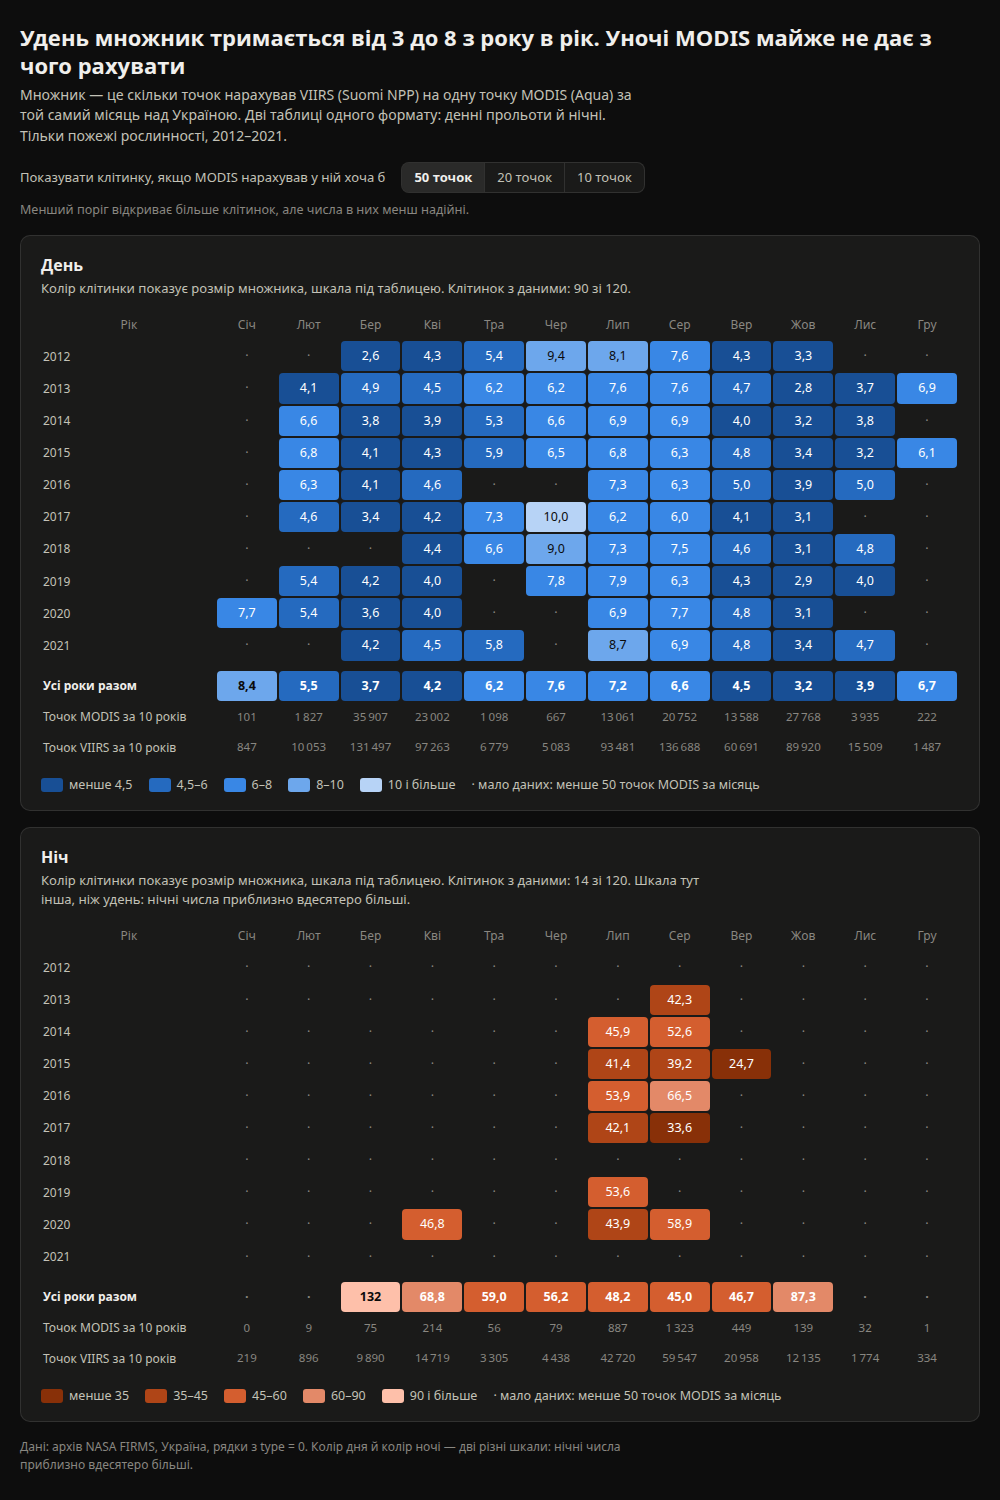 Удень множник тримається від 3 до 8 з року в рік. Уночі MODIS майже не дає з
чого рахувати
Множник — це скільки точок нарахував VIIRS (Suomi NPP) на одну точку MODIS (Aqua) за
той самий місяць над Україною. Дві таблиці одного формату: денні прольоти й нічні.
Тільки пожежі рослинності, 2012–2021.
Показувати клітинку, якщо MODIS нарахував у ній хоча б 50 точок 20 точок 10 точок
Менший поріг відкриває більше клітинок, але числа в них менш надійні.
День
Колір клітинки показує розмір множника, шкала під таблицею. Клітинок з даними: 90 зі 120.
Рік Січ Лют Бер Кві Тра Чер Лип Сер Вер Жов Лис Гру
2012 · · 2,6 4,3 5,4 9,4 8,1 7,6 4,3 3,3 · ·
2013 · 4,1 4,9 4,5 6,2 6,2 7,6 7,6 4,7 2,8 3,7 6,9
2014 · 6,6 3,8 3,9 5,3 6,6 6,9 6,9 4,0 3,2 3,8 ·
2015 · 6,8 4,1 4,3 5,9 6,5 6,8 6,3 4,8 3,4 3,2 6,1
2016 · 6,3 4,1 4,6 · · 7,3 6,3 5,0 3,9 5,0 ·
2017 · 4,6 3,4 4,2 7,3 10,0 6,2 6,0 4,1 3,1 · ·
2018 · · · 4,4 6,6 9,0 7,3 7,5 4,6 3,1 4,8 ·
2019 · 5,4 4,2 4,0 · 7,8 7,9 6,3 4,3 2,9 4,0 ·
2020 7,7 5,4 3,6 4,0 · · 6,9 7,7 4,8 3,1 · ·
2021 · · 4,2 4,5 5,8 · 8,7 6,9 4,8 3,4 4,7 ·
Усі роки разом 8,4 5,5 3,7 4,2 6,2 7,6 7,2 6,6 4,5 3,2 3,9 6,7
Точок MODIS за 10 років 101 1 827 35 907 23 002 1 098 667 13 061 20 752 13 588 27 768 3 935 222
Точок VIIRS за 10 років 847 10 053 131 497 97 263 6 779 5 083 93 481 136 688 60 691 89 920 15 509 1 487
менше 4,5 4,5–6 6–8 8–10 10 і більше · мало даних: менше 50 точок MODIS за місяць
Ніч
Колір клітинки показує розмір множника, шкала під таблицею. Клітинок з даними: 14 зі 120. Шкала тут
інша, ніж удень: нічні числа приблизно вдесятеро більші.
Рік Січ Лют Бер Кві Тра Чер Лип Сер Вер Жов Лис Гру
2012 · · · · · · · · · · · ·
2013 · · · · · · · 42,3 · · · ·
2014 · · · · · · 45,9 52,6 · · · ·
2015 · · · · · · 41,4 39,2 24,7 · · ·
2016 · · · · · · 53,9 66,5 · · · ·
2017 · · · · · · 42,1 33,6 · · · ·
2018 · · · · · · · · · · · ·
2019 · · · · · · 53,6 · · · · ·
2020 · · · 46,8 · · 43,9 58,9 · · · ·
2021 · · · · · · · · · · · ·
Усі роки разом · · 132 68,8 59,0 56,2 48,2 45,0 46,7 87,3 · ·
Точок MODIS за 10 років 0 9 75 214 56 79 887 1 323 449 139 32 1
Точок VIIRS за 10 років 219 896 9 890 14 719 3 305 4 438 42 720 59 547 20 958 12 135 1 774 334
менше 35 35–45 45–60 60–90 90 і більше · мало даних: менше 50 точок MODIS за місяць
Дані: архів NASA FIRMS, Україна, рядки з type = 0. Колір дня й колір ночі — дві різні шкали: нічні числа
приблизно вдесятеро більші.